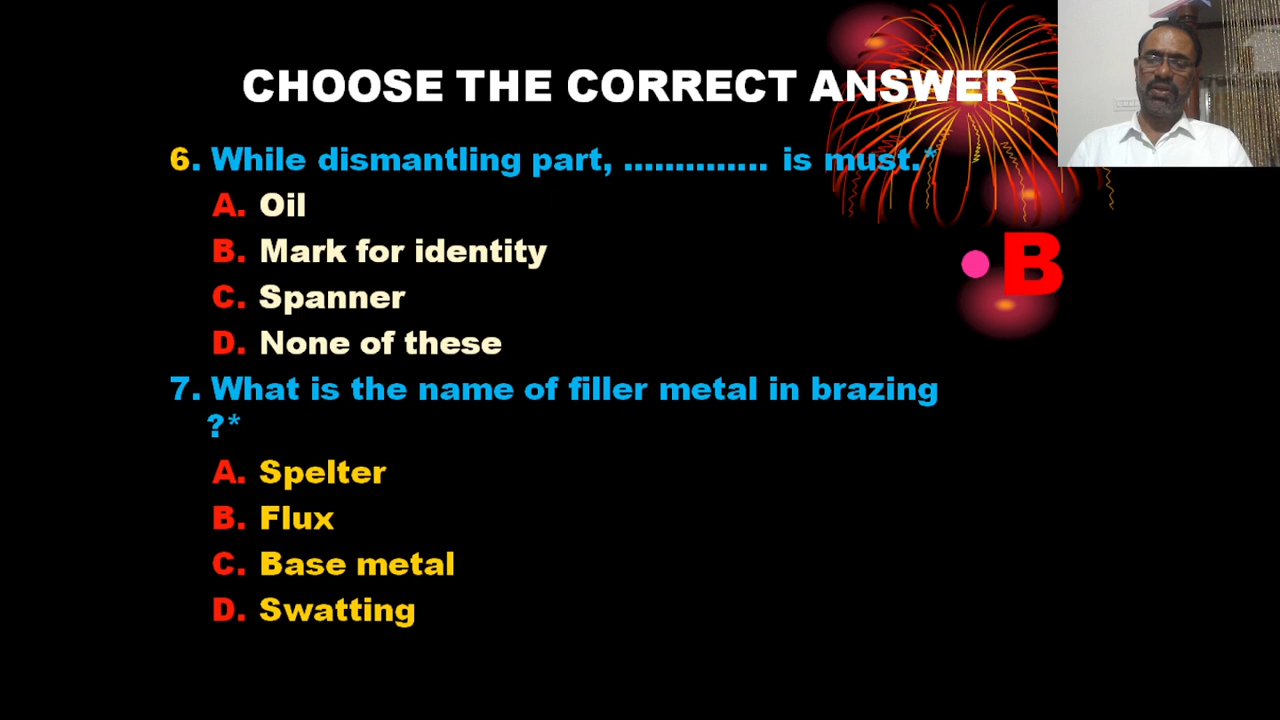 CHOOSE THE CORRECT ANSWER
6. While dismantling part, .............. is must.*
A. Oil
B. Mark for identity
C. Spanner
D. None of these
• B
7. What is the name of filler metal in brazing
?*
A. Spelter
B. Flux
C. Base metal
D. Swatting